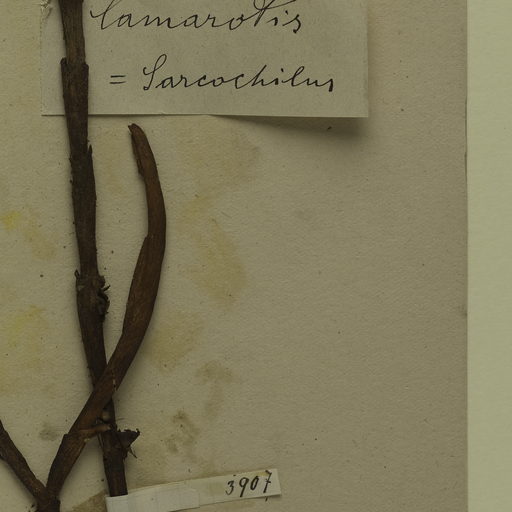 Camarotis
= Sarcochilus
3907